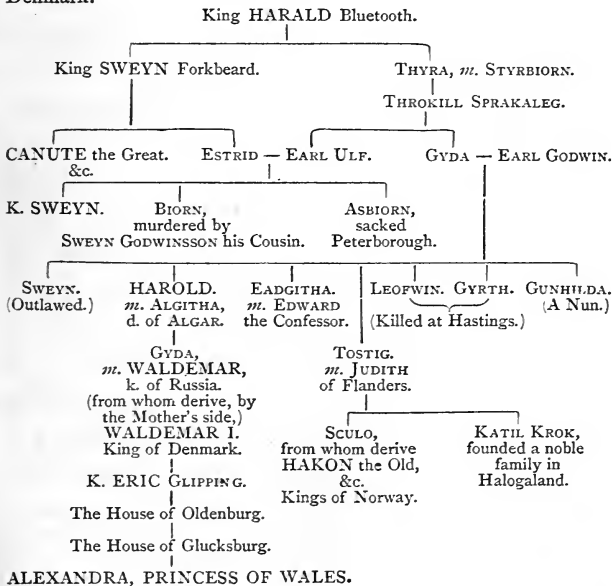 King HARALD Bluetooth.
King SWEYN Forkbeard. THYRA, m. STYRBIORN.
THROKILL SPRAKALEG.
CANUTE the Great. ESTRID — EARL ULF. GYDA — EARL GODWIN.
&c.
K. SWEYN. BIORN, ASBIORN,
murdered by sacked
SWEYN GODWINSSON his Cousin. Peterborough.
SWEYN. HAROLD. EADGITHA. LEOFWIN. GYRTH. GUNHILDA.
(Outlawed.) m. ALGITHA, m. EDWARD (A Nun.)
d. of ALGAR. the Confessor. (Killed at Hastings.)
GYDA, TOSTIG.
m. WALDEMAR, m. JUDITH
k. of Russia. of Flanders.
(from whom derive, by
the Mother's side,)
WALDEMAR I. SCULO, KATIL KROK,
King of Denmark. from whom derive founded a noble
HAKON the Old, family in
K. ERIC GLIPPING. &c. Halogaland.
Kings of Norway.
The House of Oldenburg.
The House of Glucksburg.
ALEXANDRA, PRINCESS OF WALES.